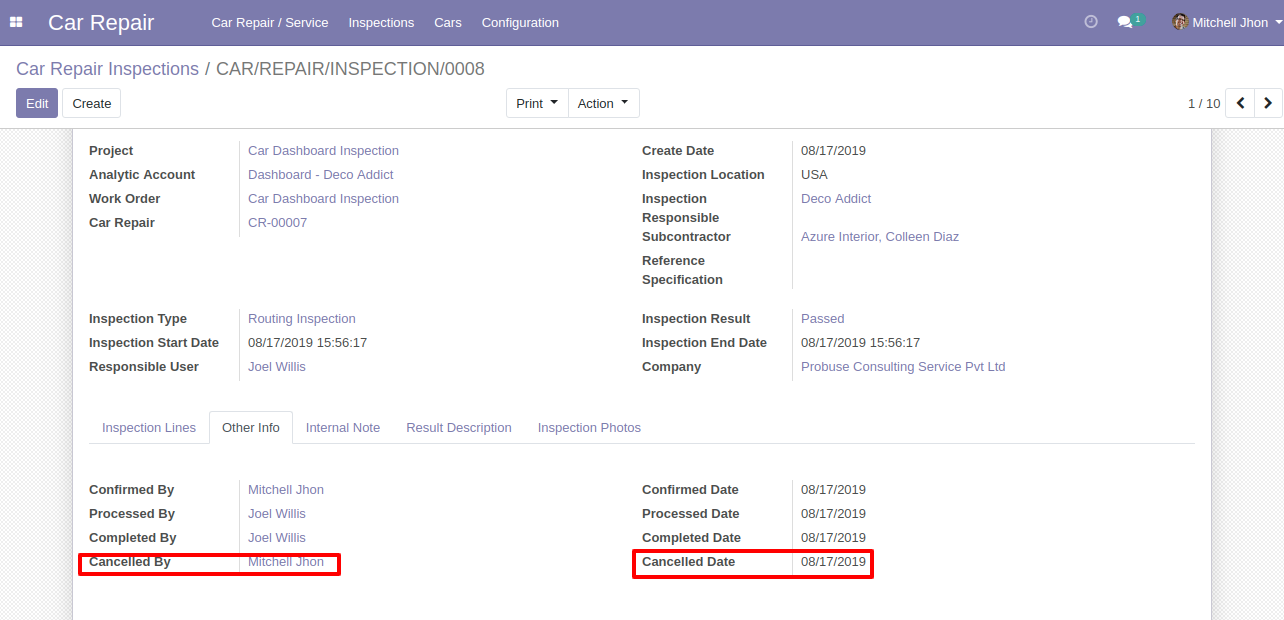 Car Repair Car Repair / Service Inspections Cars Configuration 1 Mitchell Jhon
Car Repair Inspections / CAR/REPAIR/INSPECTION/0008
Edit Create Print Action 1 / 10
Project Car Dashboard Inspection Create Date 08/17/2019
Analytic Account Dashboard - Deco Addict Inspection Location USA
Work Order Car Dashboard Inspection Inspection Deco Addict
Responsible
Car Repair CR-00007
Subcontractor Azure Interior, Colleen Diaz
Reference
Specification
Inspection Type Routing Inspection Inspection Result Passed
Inspection Start Date 08/17/2019 15:56:17 Inspection End Date 08/17/2019 15:56:17
Responsible User Joel Willis Company Probuse Consulting Service Pvt Ltd
Inspection Lines Other Info Internal Note Result Description Inspection Photos
Confirmed By Mitchell Jhon Confirmed Date 08/17/2019
Processed By Joel Willis Processed Date 08/17/2019
Completed By Joel Willis Completed Date 08/17/2019
Cancelled By Mitchell Jhon Cancelled Date 08/17/2019